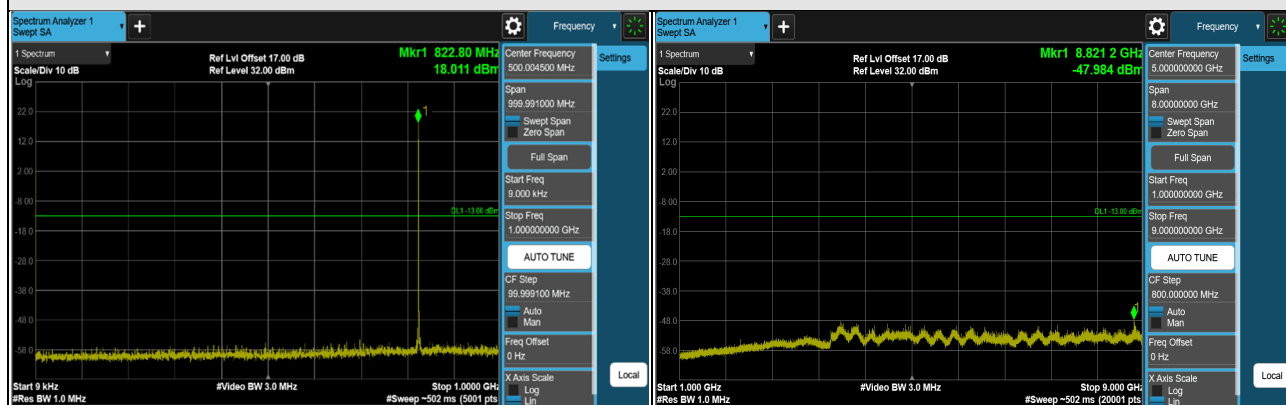 Spectrum Analyzer 1
Swept SA
+
Frequency
1 Spectrum
Scale/Div 10 dB
Log
Ref Lvl Offset 17.00 dB
Ref Level 32.00 dBm
Mkr1 822.80 MHz
18.011 dBm
1
22.0
12.0
2.00
-8.00
-18.0
-28.0
-38.0
-48.0
-58.0
DL1 -13.00 dBm
Start 9 kHz
#Res BW 1.0 MHz
#Video BW 3.0 MHz
Stop 1.0000 GHz
#Sweep ~502 ms (5001 pts
Center Frequency
500.004500 MHz
Span
999.991000 MHz
Swept Span
Zero Span
Full Span
Start Freq
9.000 kHz
Stop Freq
1.000000000 GHz
AUTO TUNE
CF Step
99.999100 MHz
Auto
Man
Freq Offset
0 Hz
X Axis Scale
Log
Lin
Settings
Local
Spectrum Analyzer 1
Swept SA
+
Frequency
1 Spectrum
Scale/Div 10 dB
Log
Ref Lvl Offset 17.00 dB
Ref Level 32.00 dBm
Mkr1 8.821 2 GHz
-47.984 dBm
22.0
12.0
2.00
-8.00
-18.0
-28.0
-38.0
-48.0
-58.0
DL1 -13.00 dBm
1
Start 1.000 GHz
#Res BW 1.0 MHz
#Video BW 3.0 MHz
Stop 9.000 GHz
#Sweep ~502 ms (20001 pts
Center Frequency
5.000000000 GHz
Span
8.00000000 GHz
Swept Span
Zero Span
Full Span
Start Freq
1.000000000 GHz
Stop Freq
9.000000000 GHz
AUTO TUNE
CF Step
800.000000 MHz
Auto
Man
Freq Offset
0 Hz
X Axis Scale
Log
Lin
Settings
Local